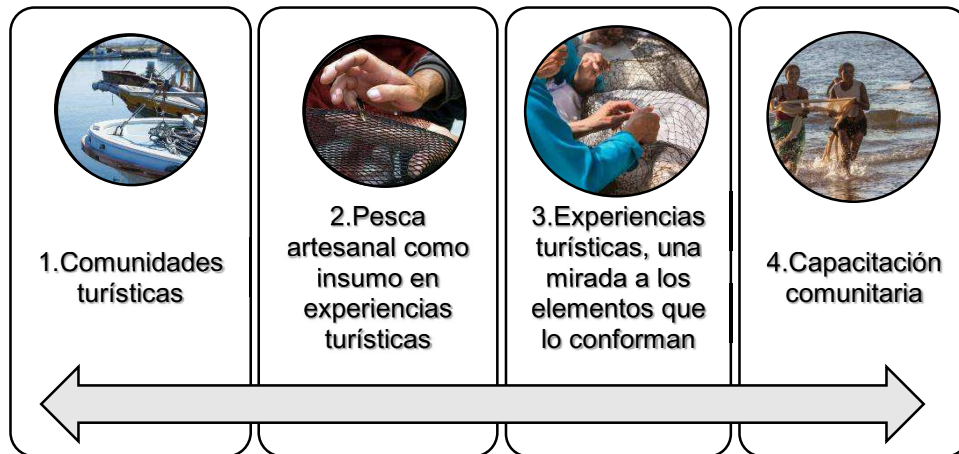 1.Comunidades
turísticas
2.Pesca
artesanal como
insumo en
experiencias
turísticas
3.Experiencias
turísticas, una
mirada a los
elementos que
lo conforman
4.Capacitación
comunitaria